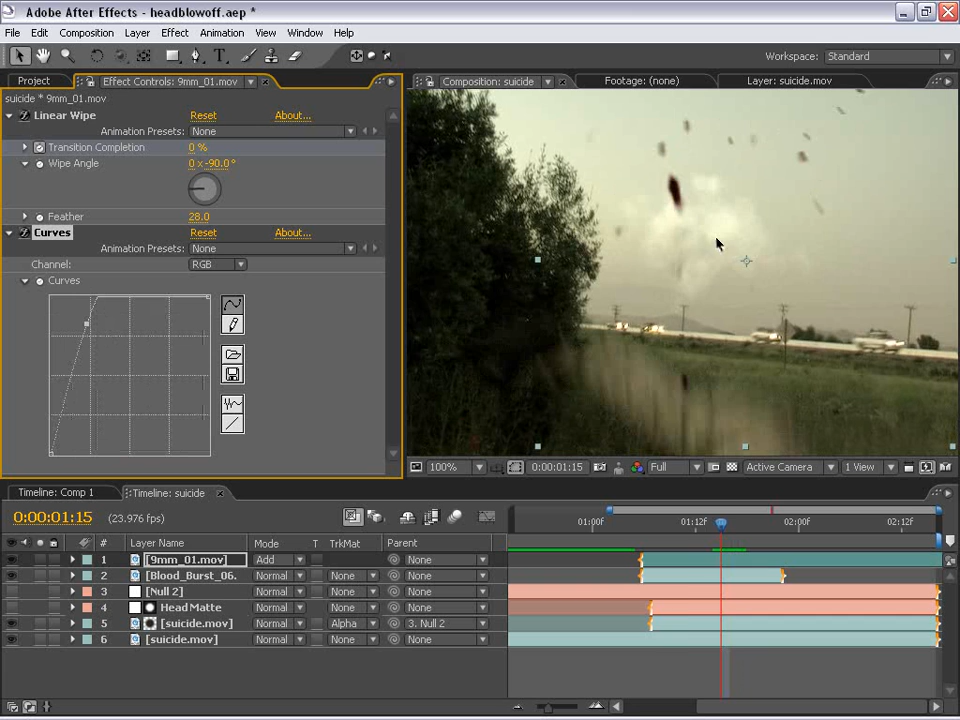 Adobe After Effects - headblowoff.aep *
File Edit Composition Layer Effect Animation View Window Help
Workspace: Standard
Project Effect Controls: 9mm_01.mov Composition: suicide Footage: (none) Layer: suicide.mov
suicide * 9mm_01.mov
Linear Wipe Reset About...
Animation Presets: None
Transition Completion 0 %
Wipe Angle 0 x -90.0°
Feather 28.0
Curves Reset About...
Animation Presets: None
Channel: RGB
Curves
100% 0:00:01:15 Full Active Camera 1 View
Timeline: Comp 1 Timeline: suicide
0:00:01:15 (23.976 fps)
01:00f 01:12f 02:00f 02:12f
# Layer Name Mode T TrkMat Parent
1 [9mm_01.mov] Add None
2 [Blood_Burst_06. Normal None None
3 [Null 2] Normal None None
4 Head Matte Normal None None
5 [suicide.mov] Normal Alpha 3. Null 2
6 [suicide.mov] Normal None None